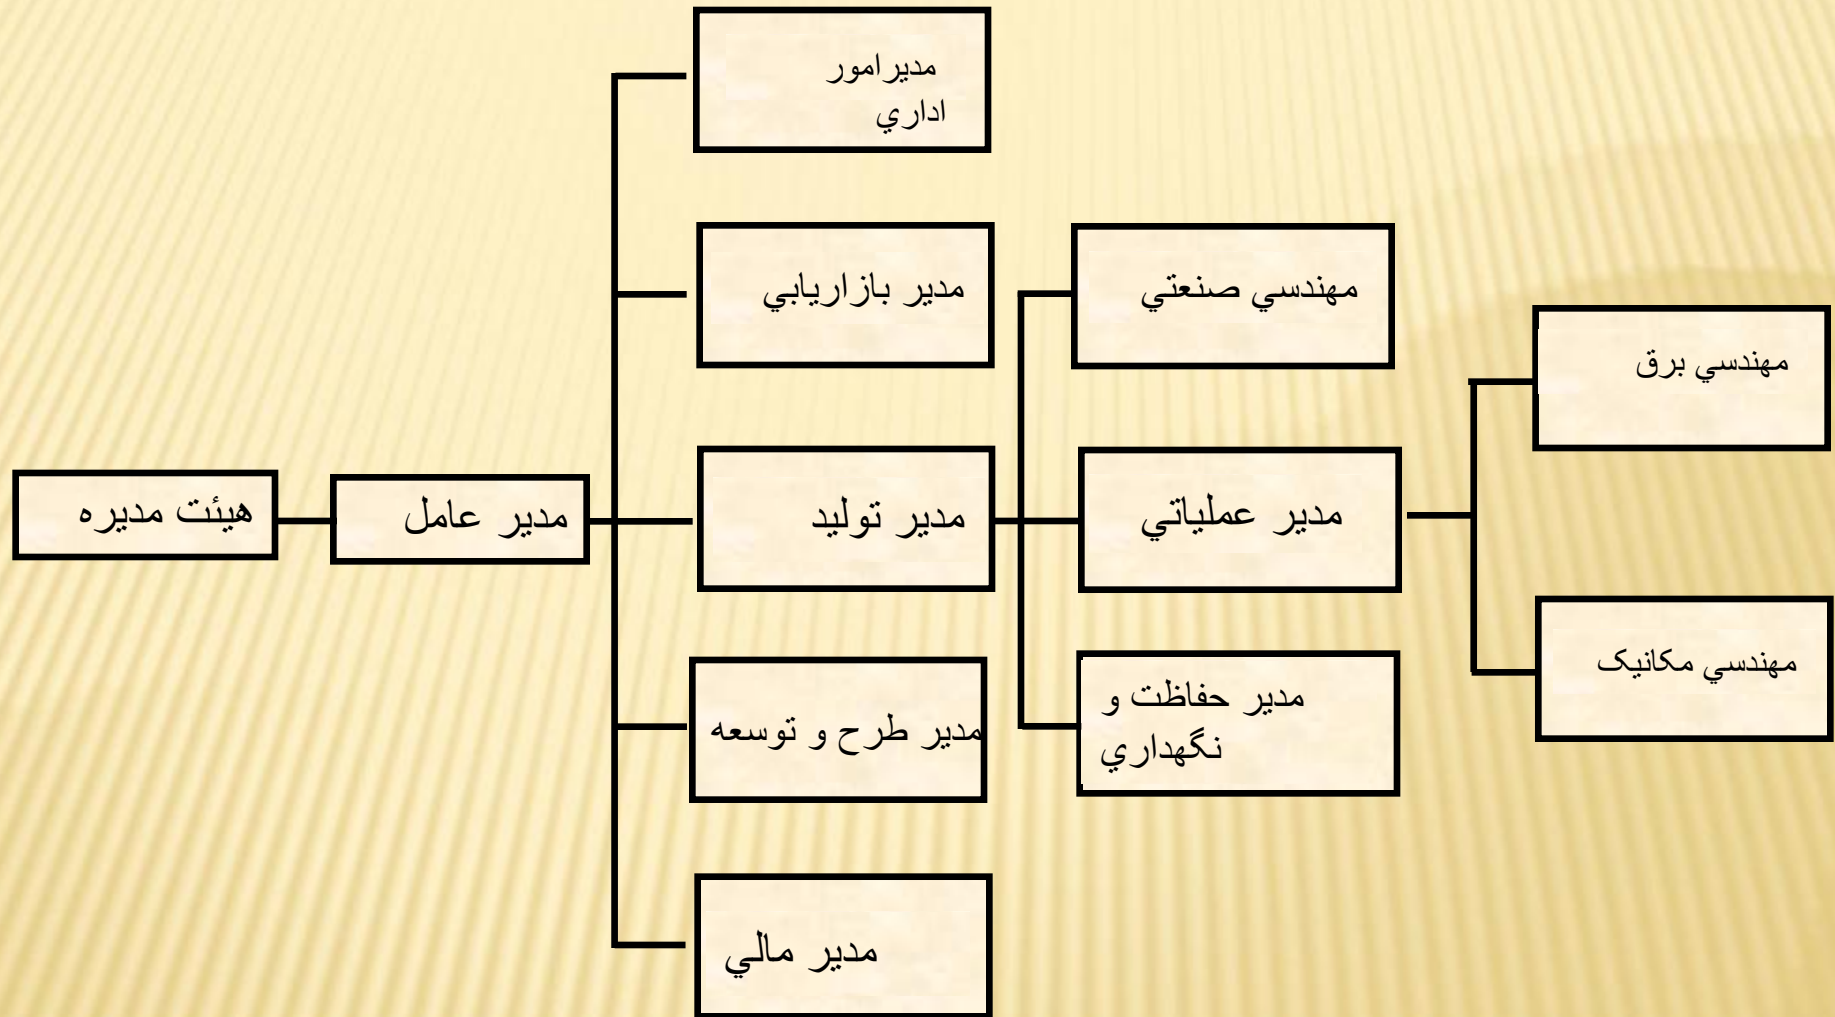 هيئت مديره
مدير عامل
مديرامور
اداري
مدير بازاريابي
مدير توليد
مدير طرح و توسعه
مدير مالي
مهندسي صنعتي
مدير عملياتي
مدير حفاظت و
نگهداري
مهندسي برق
مهندسي مکانيک